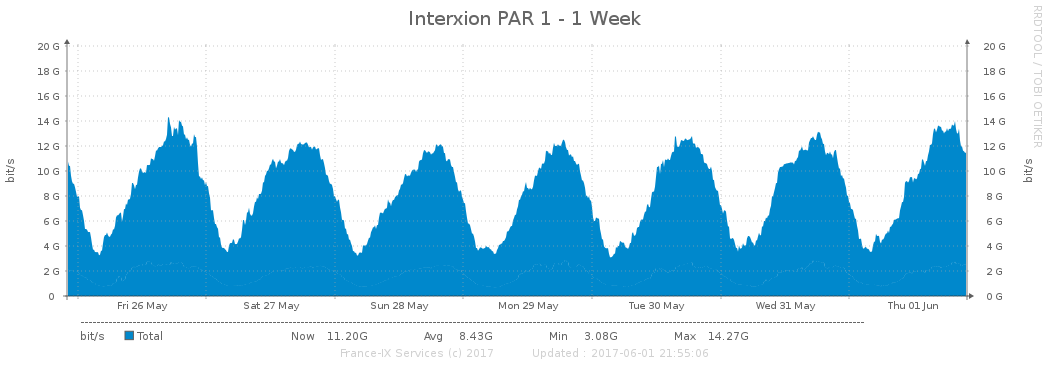 Interxion PAR 1 - 1 Week
RRDTOOL / TOBI OETIKER
bit/s
20 G 20 G
18 G 18 G
16 G 16 G
14 G 14 G
12 G 12 G
10 G 10 G
8 G 8 G
6 G 6 G
4 G 4 G
2 G 2 G
0 0 G
bit/s
Fri 26 May Sat 27 May Sun 28 May Mon 29 May Tue 30 May Wed 31 May Thu 01 Jun
bit/s Total Now 11.20G Avg 8.43G Min 3.08G Max 14.27G
France-IX Services (c) 2017 Updated : 2017-06-01 21:55:06